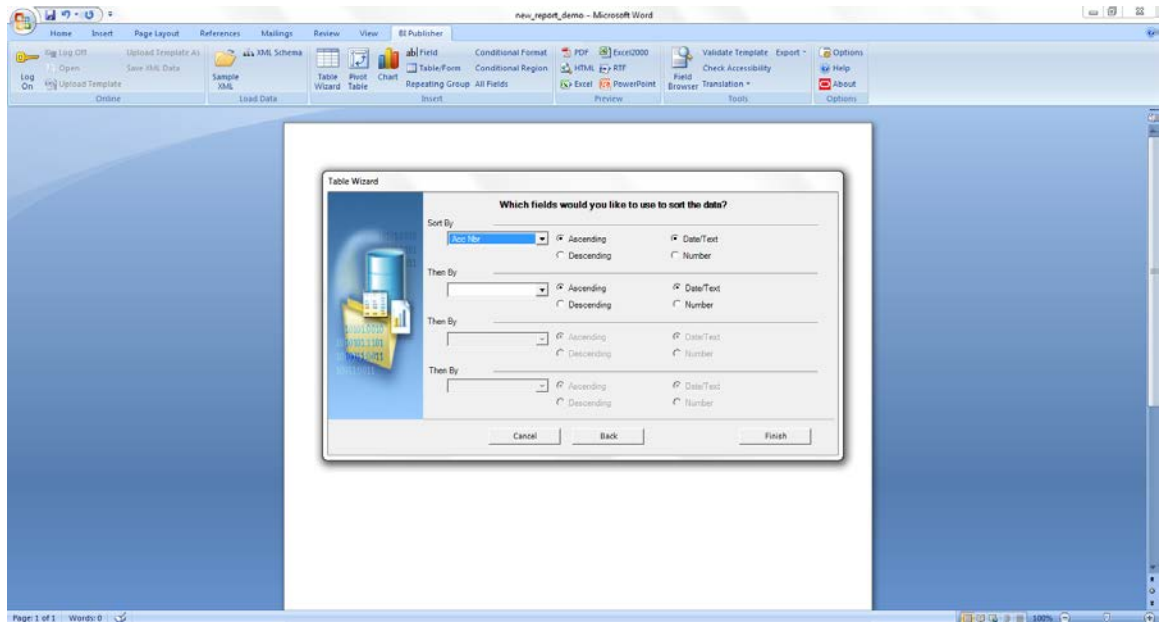 new_report_demo - Microsoft Word
Home Insert Page Layout References Mailings Review View BI Publisher
Log On
Log Off
Open
Upload Template
Upload Template As
Save XML Data
Online
Sample XML
XML Schema
Load Data
Table Wizard
Pivot Table
Chart
ab| Field
Table/Form
Repeating Group
Conditional Format
Conditional Region
All Fields
Insert
PDF
HTML
Excel
Excel2000
RTF
PowerPoint
Preview
Field Browser
Validate Template Export
Check Accessibility
Translation
Tools
Options
Help
About
Options
Table Wizard
Which fields would you like to use to sort the data?
Sort By
Acc Nbr Ascending Date/Text
Descending Number
Then By
Ascending Date/Text
Descending Number
Then By
Ascending Date/Text
Descending Number
Then By
Ascending Date/Text
Descending Number
Cancel Back Finish
Page: 1 of 1 Words: 0 100%